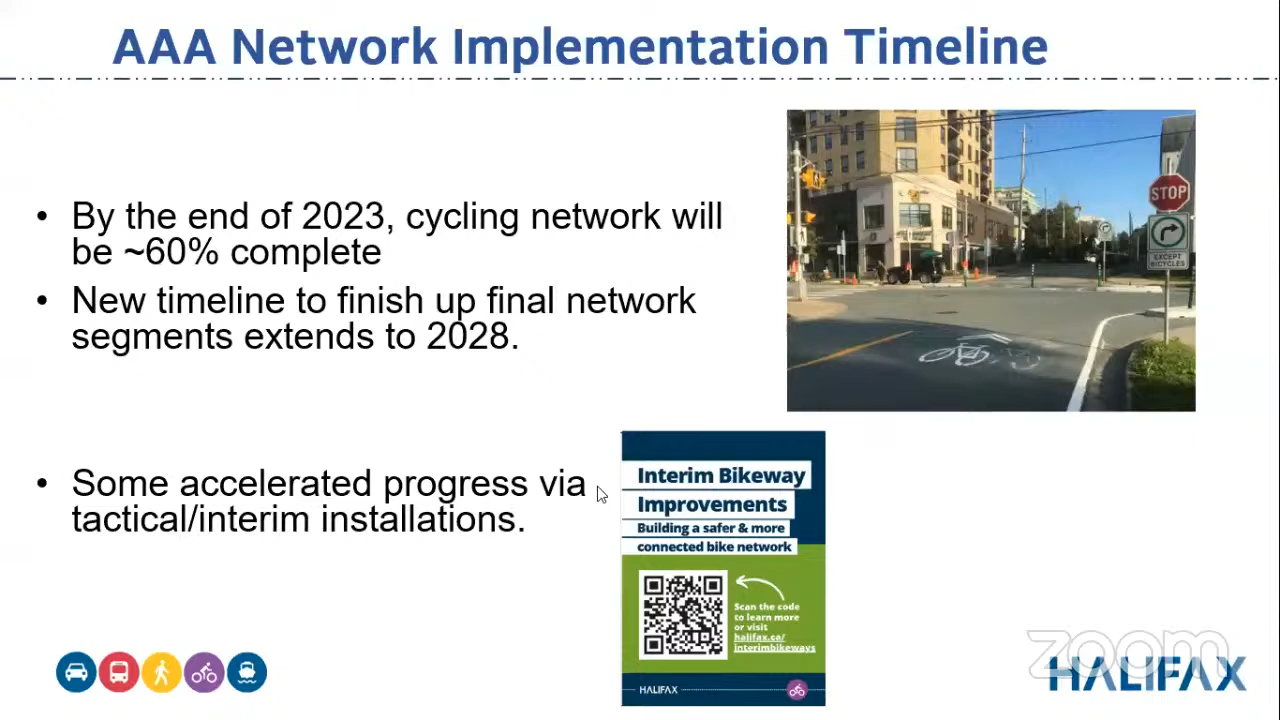 AAA Network Implementation Timeline
• By the end of 2023, cycling network will
be ~60% complete
• New timeline to finish up final network
segments extends to 2028.
STOP
EXCEPT
BICYCLES
• Some accelerated progress via
tactical/interim installations.
Interim Bikeway
Improvements
Building a safer & more
connected bike network
Scan the code
to learn more
or visit
halifax.ca/
interimbikeways
HALIFAX
zoom
HALIFAX